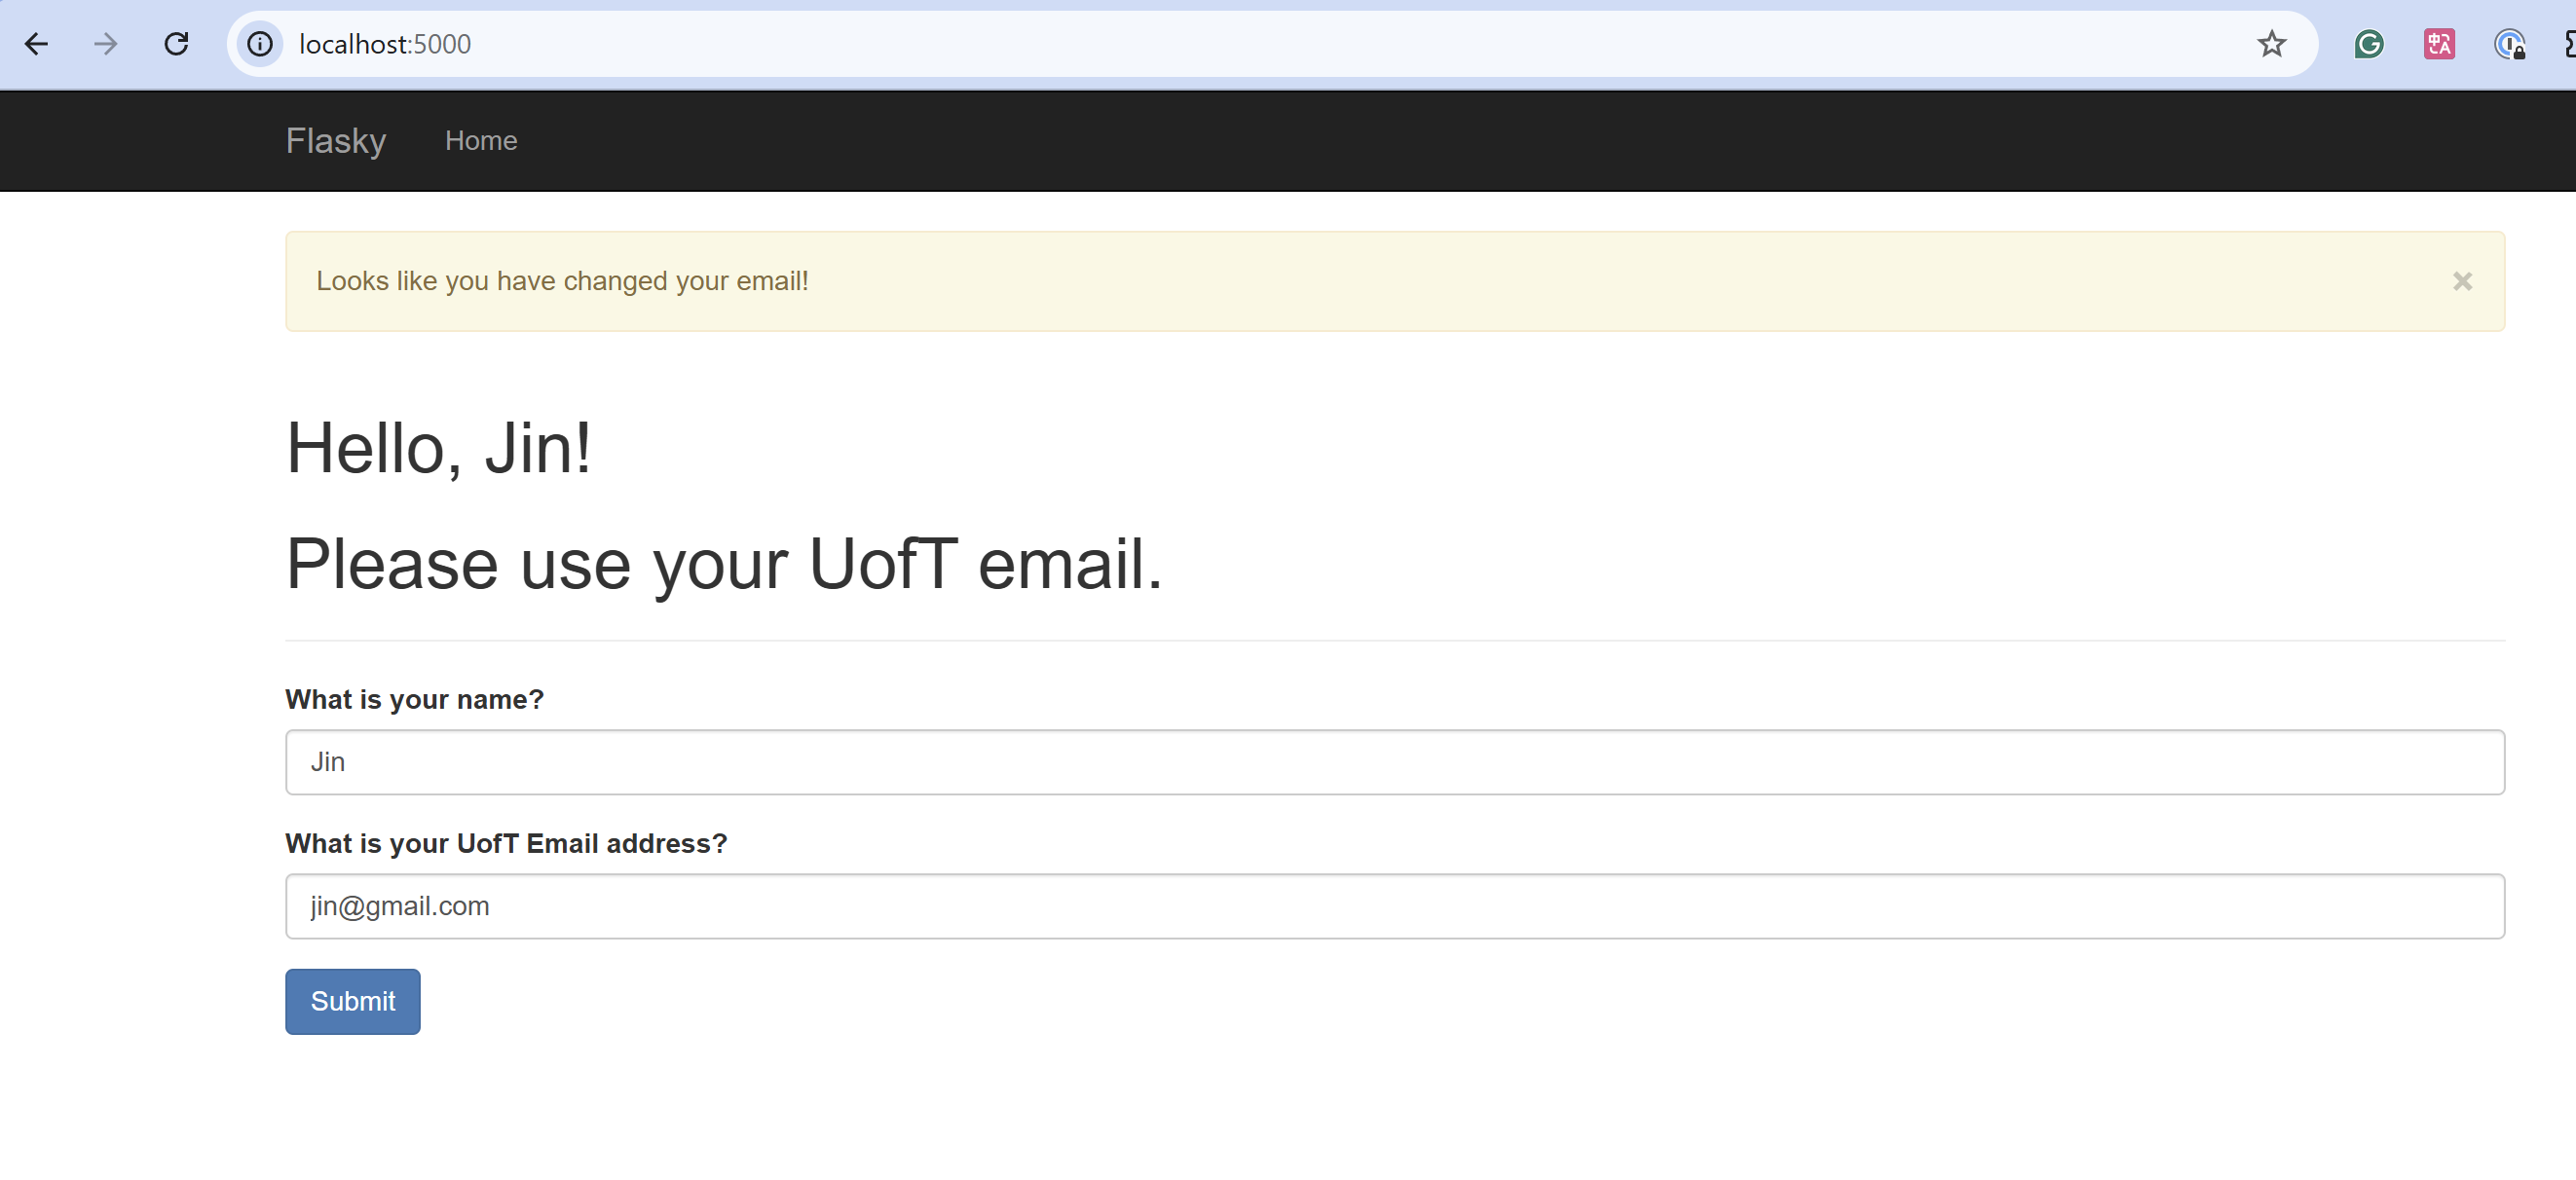 localhost:5000
Flasky Home
Looks like you have changed your email! ×
Hello, Jin!
Please use your UofT email.
What is your name?
Jin
What is your UofT Email address?
jin@gmail.com
Submit